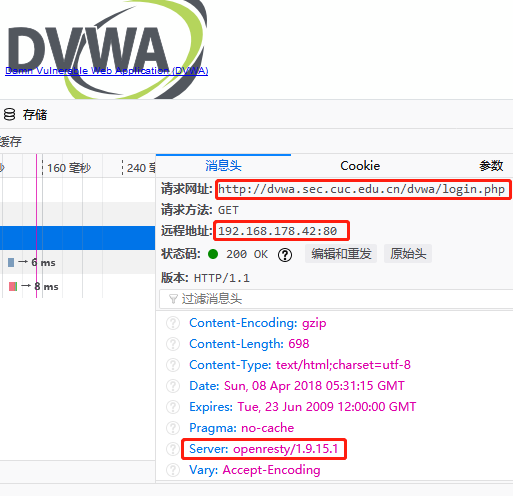 DVWA
Damn Vulnerable Web Application (DVWA)
存储
缓存
160 毫秒 240 毫
消息头 Cookie 参数
请求网址: http://dvwa.sec.cuc.edu.cn/dvwa/login.php
请求方法: GET
远程地址: 192.168.178.42:80
状态码: 200 OK ? 编辑和重发 原始头
→ 6 ms
版本: HTTP/1.1
→ 8 ms
过滤消息头
? Content-Encoding: gzip
? Content-Length: 698
? Content-Type: text/html;charset=utf-8
? Date: Sun, 08 Apr 2018 05:31:15 GMT
? Expires: Tue, 23 Jun 2009 12:00:00 GMT
? Pragma: no-cache
? Server: openresty/1.9.15.1
? Vary: Accept-Encoding